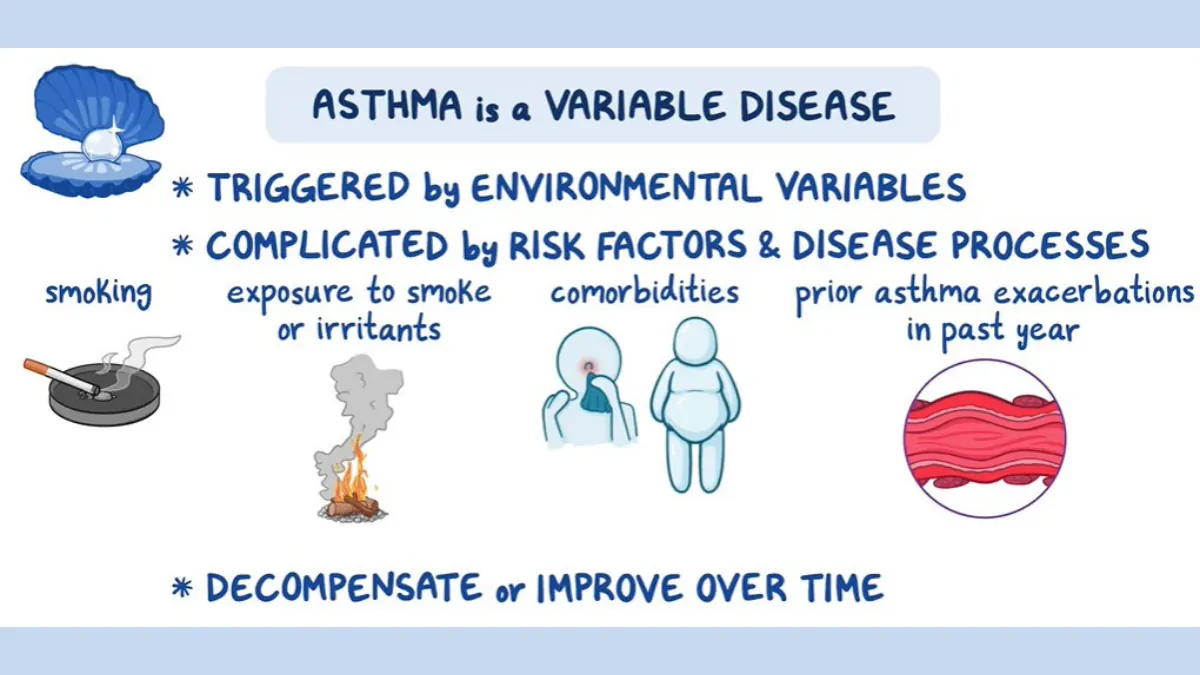 ASTHMA is a VARIABLE DISEASE
* TRIGGERED by ENVIRONMENTAL VARIABLES
* COMPLICATED by RISK FACTORS & DISEASE PROCESSES
smoking
exposure to smoke
or irritants
comorbidities
prior asthma exacerbations
in past year
* DECOMPENSATE or IMPROVE OVER TIME